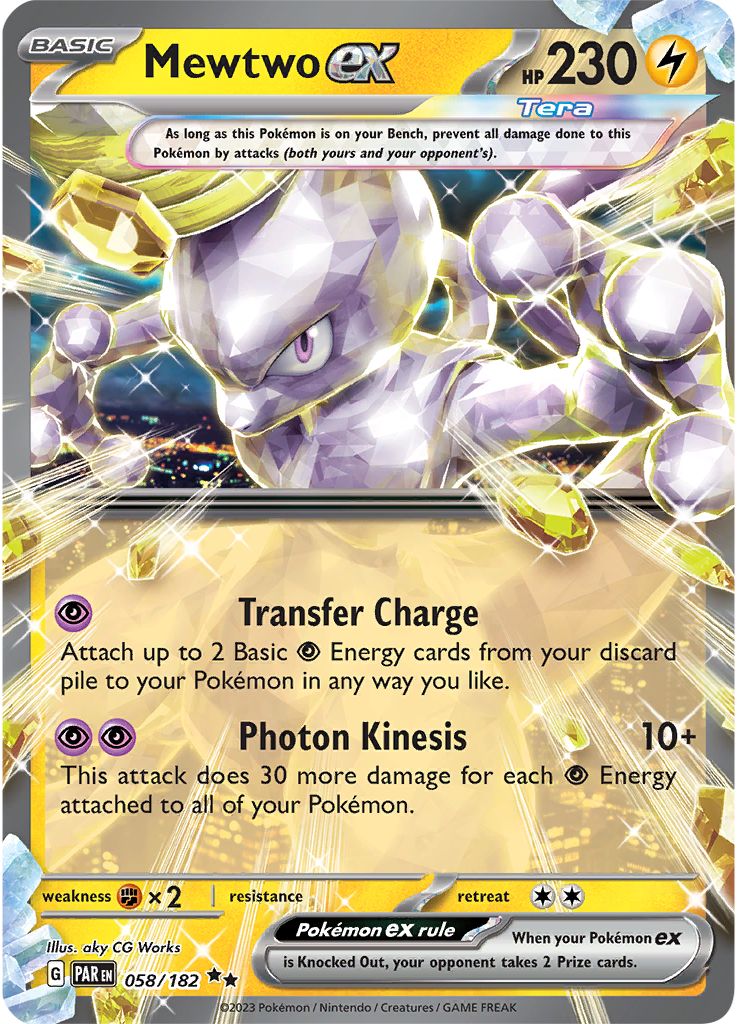 BASIC
Mewtwo ex
HP 230
Tera
As long as this Pokémon is on your Bench, prevent all damage done to this
Pokémon by attacks (both yours and your opponent's).
Transfer Charge
Attach up to 2 Basic Energy cards from your discard
pile to your Pokémon in any way you like.
Photon Kinesis 10+
This attack does 30 more damage for each Energy
attached to all of your Pokémon.
weakness ×2 resistance retreat
Illus. aky CG Works
Pokémon ex rule
When your Pokémon ex
is Knocked Out, your opponent takes 2 Prize cards.
G PAR EN 058/182
©2023 Pokémon / Nintendo / Creatures / GAME FREAK